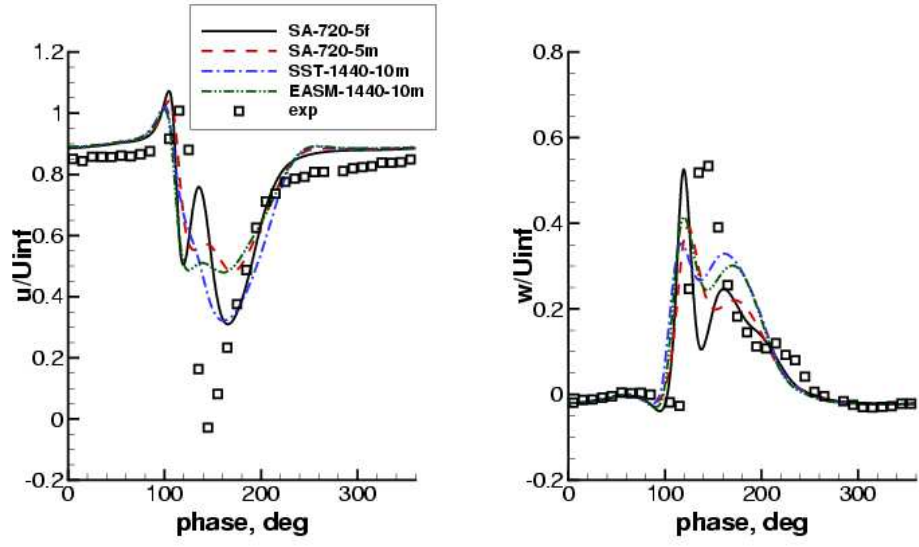 SA-720-5f
SA-720-5m
SST-1440-10m
EASM-1440-10m
exp
1.2
1
0.8
0.6
0.4
0.2
0
-0.2
u/Uinf
0 100 200 300
phase, deg
0.8
0.6
0.4
0.2
0
-0.2
w/Uinf
0 100 200 300
phase, deg